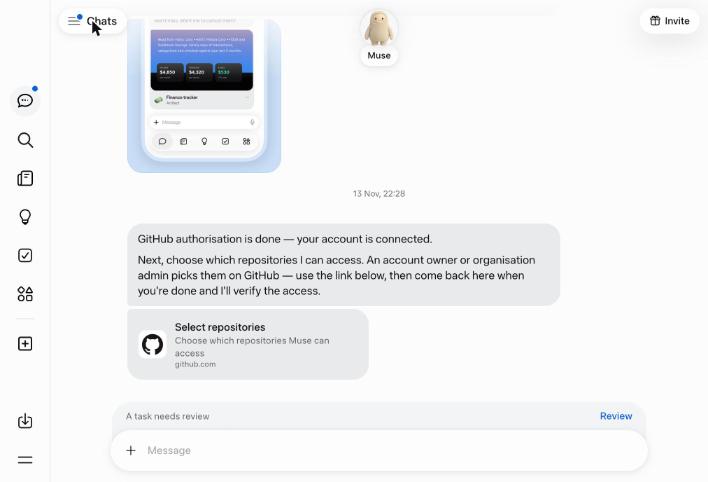 Chats
Invite
Muse
$4,850
$4,320
$530
Finance tracker
Artifact
Message
13 Nov, 22:28
GitHub authorisation is done — your account is connected.
Next, choose which repositories I can access. An account owner or organisation
admin picks them on GitHub — use the link below, then come back here when
you're done and I'll verify the access.
Select repositories
Choose which repositories Muse can
access
github.com
A task needs review
Review
Message